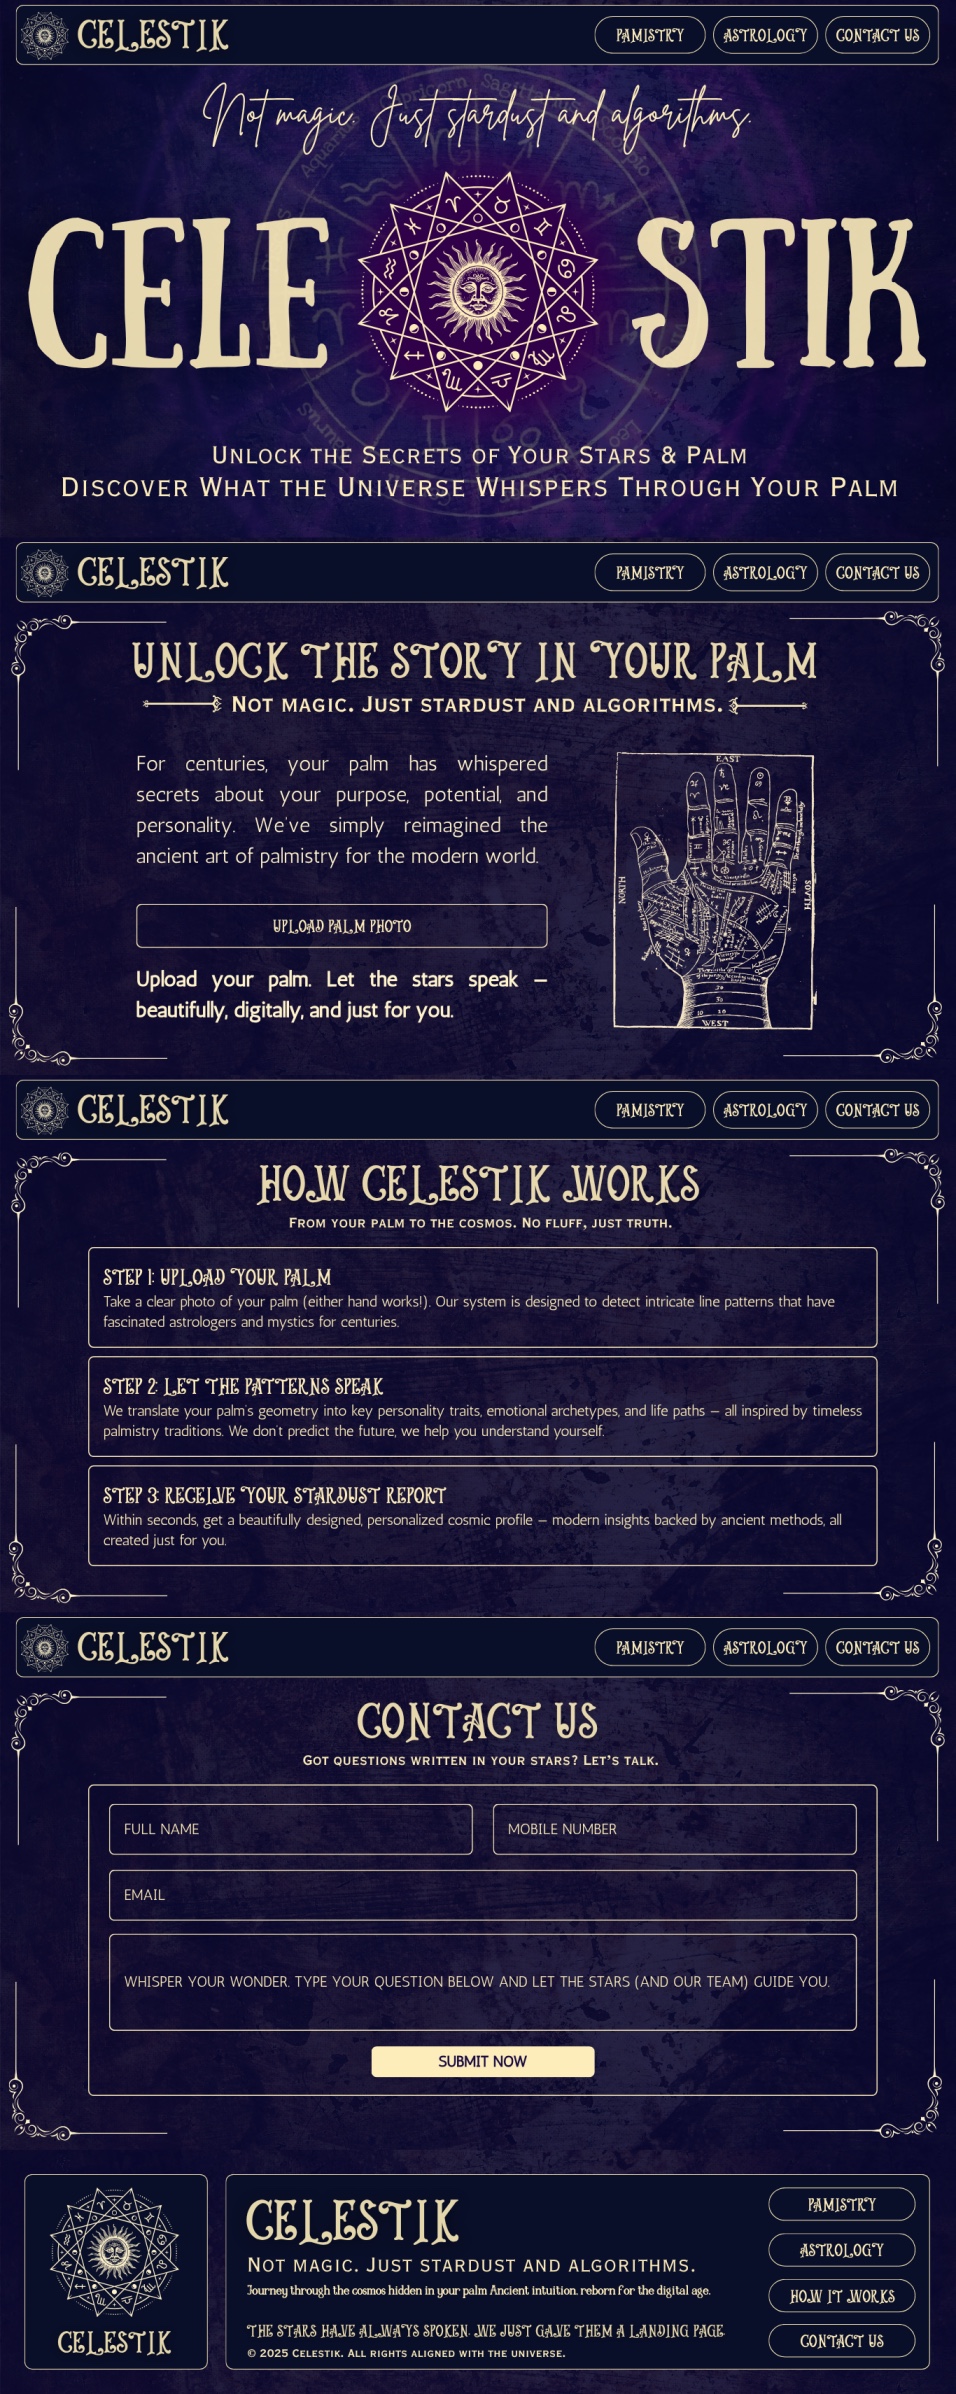 CELESTIK
PAMISTRY
ASTROLOGY
CONTACT US
Not magic. Just stardust and algorithms.
Capricorn
Sagittarius
Scorpio
Aquarius
CELE STIK
Taurus
Leo
UNLOCK THE SECRETS OF YOUR STARS & PALM
DISCOVER WHAT THE UNIVERSE WHISPERS THROUGH YOUR PALM
CELESTIK
PAMISTRY
ASTROLOGY
CONTACT US
UNLOCK THE STORY IN YOUR PALM
NOT MAGIC. JUST STARDUST AND ALGORITHMS.
For centuries, your palm has whispered
secrets about your purpose, potential, and
personality. We've simply reimagined the
ancient art of palmistry for the modern world.
UPLOAD PALM PHOTO
Upload your palm. Let the stars speak –
beautifully, digitally, and just for you.
EAST
NORTH
SOVTH
WEST
CELESTIK
PAMISTRY
ASTROLOGY
CONTACT US
HOW CELESTIK WORKS
FROM YOUR PALM TO THE COSMOS. NO FLUFF, JUST TRUTH.
STEP 1: UPLOAD YOUR PALM
Take a clear photo of your palm (either hand works!). Our system is designed to detect intricate line patterns that have
fascinated astrologers and mystics for centuries.
STEP 2: LET THE PATTERNS SPEAK
We translate your palm's geometry into key personality traits, emotional archetypes, and life paths – all inspired by timeless
palmistry traditions. We don't predict the future, we help you understand yourself.
STEP 3: RECEIVE YOUR STARDUST REPORT
Within seconds, get a beautifully designed, personalized cosmic profile – modern insights backed by ancient methods, all
created just for you.
CELESTIK
PAMISTRY
ASTROLOGY
CONTACT US
CONTACT US
GOT QUESTIONS WRITTEN IN YOUR STARS? LET'S TALK.
FULL NAME
MOBILE NUMBER
EMAIL
WHISPER YOUR WONDER. TYPE YOUR QUESTION BELOW AND LET THE STARS (AND OUR TEAM) GUIDE YOU.
SUBMIT NOW
CELESTIK
CELESTIK
NOT MAGIC. JUST STARDUST AND ALGORITHMS.
Journey through the cosmos hidden in your palm Ancient intuition, reborn for the digital age.
THE STARS HAVE ALWAYS SPOKEN. WE JUST GAVE THEM A LANDING PAGE.
© 2025 CELESTIK. ALL RIGHTS ALIGNED WITH THE UNIVERSE.
PAMISTRY
ASTROLOGY
HOW IT WORKS
CONTACT US